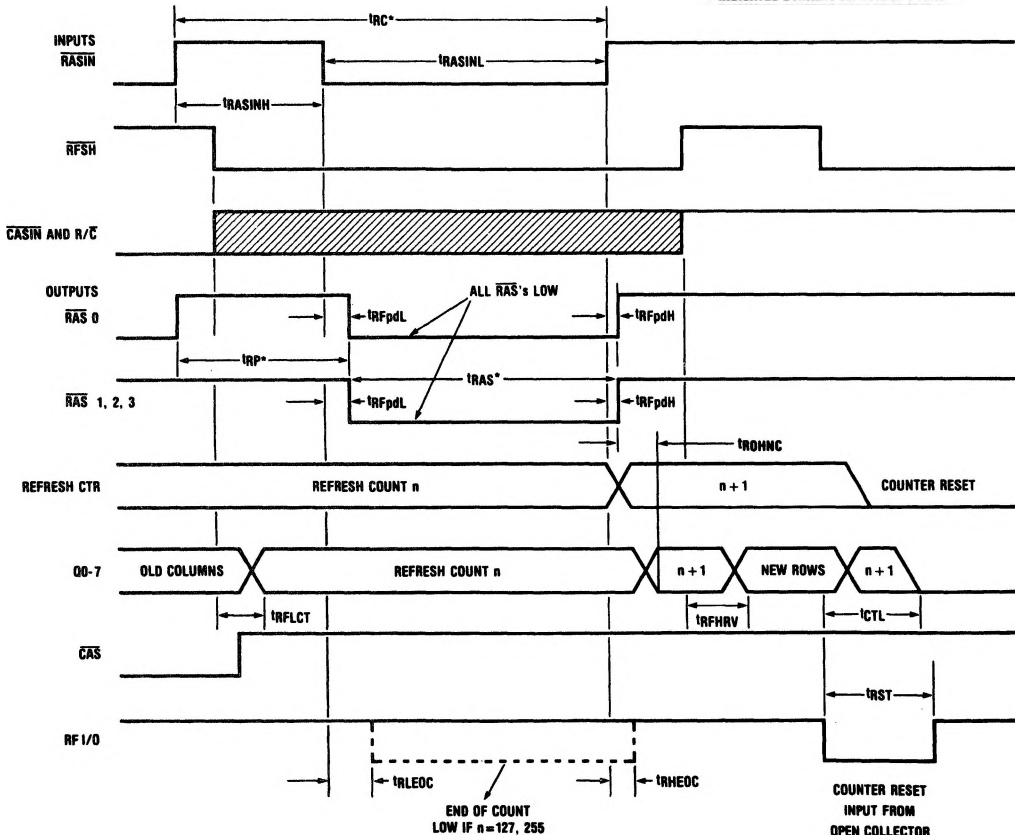 tRC*
INPUTS
RASIN
tRASINL
tRASINH
RFSH
CASIN AND R/C
OUTPUTS
ALL RAS's LOW
RAS 0
tRFpdL
tRFpdH
tRP*
tRAS*
RAS 1, 2, 3
tRFpdL
tRFpdH
tROHNC
REFRESH CTR
REFRESH COUNT n
n + 1
COUNTER RESET
Q0-7
OLD COLUMNS
REFRESH COUNT n
n + 1
NEW ROWS
n + 1
tRFLCT
tRFHRV
tCTL
CAS
tRST
RF I/O
tRLEOC
tRHEOC
END OF COUNT
LOW IF n=127, 255
COUNTER RESET
INPUT FROM
OPEN COLLECTOR